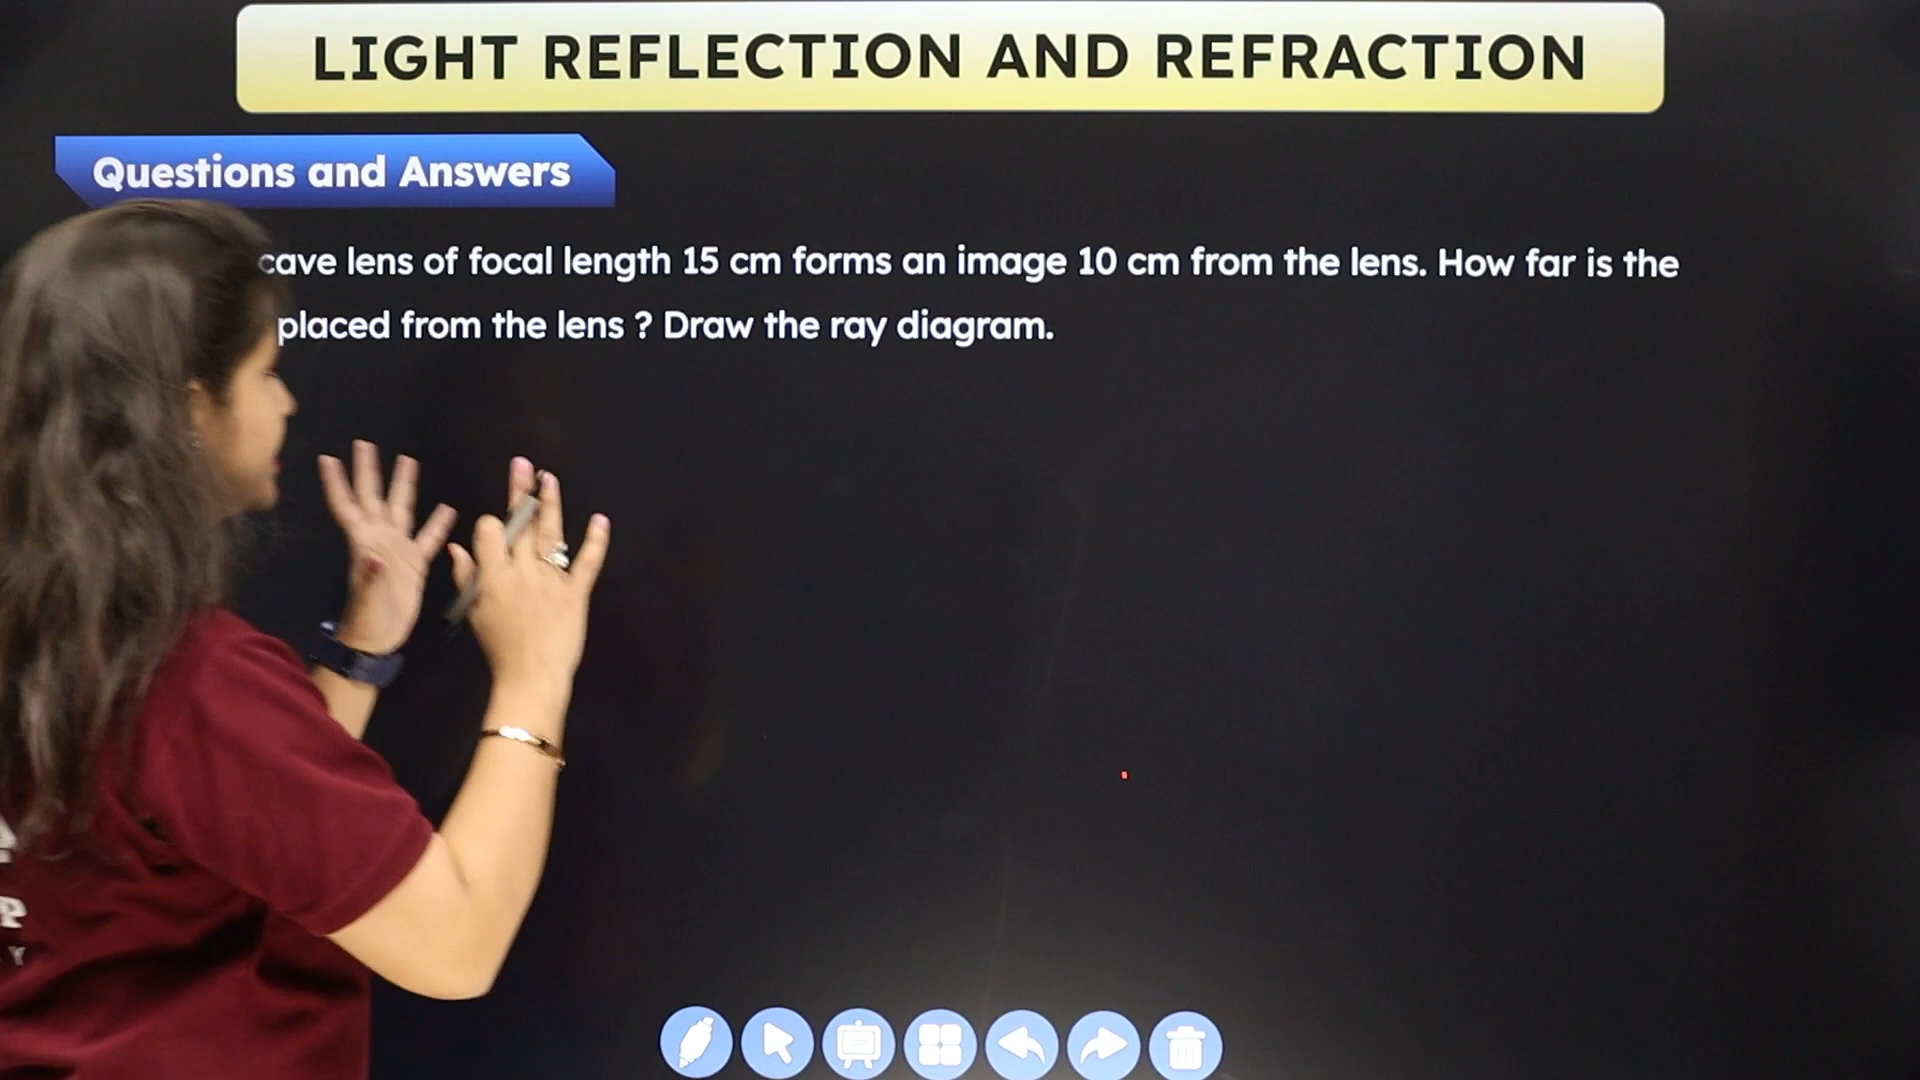 LIGHT REFLECTION AND REFRACTION
Questions and Answers
cave lens of focal length 15 cm forms an image 10 cm from the lens. How far is the
placed from the lens ? Draw the ray diagram.
P
Y